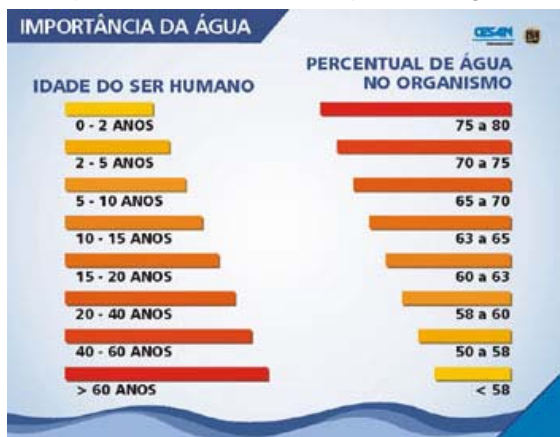 IMPORTÂNCIA DA ÁGUA
CESAN
IDADE DO SER HUMANO
PERCENTUAL DE ÁGUA
NO ORGANISMO
0 - 2 ANOS
75 a 80
2 - 5 ANOS
70 a 75
5 - 10 ANOS
65 a 70
10 - 15 ANOS
63 a 65
15 - 20 ANOS
60 a 63
20 - 40 ANOS
58 a 60
40 - 60 ANOS
50 a 58
> 60 ANOS
< 58